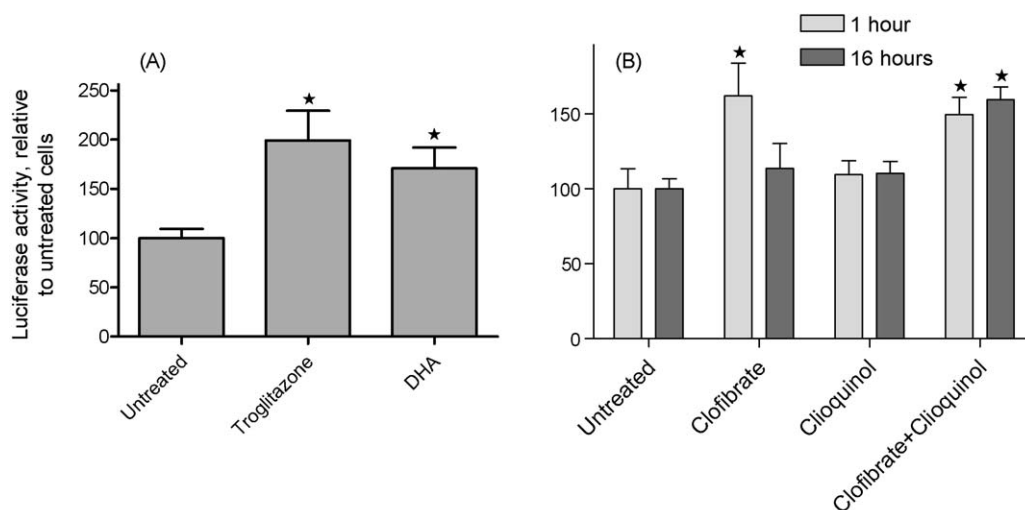 (A)
Luciferase activity, relative
to untreated cells
250
200
150
100
50
0
★
★
Untreated
Troglitazone
DHA
1 hour
16 hours
(B)
150
100
50
0
★
★
★
Untreated
Clofibrate
Clioquinol
Clofibrate+Clioquinol